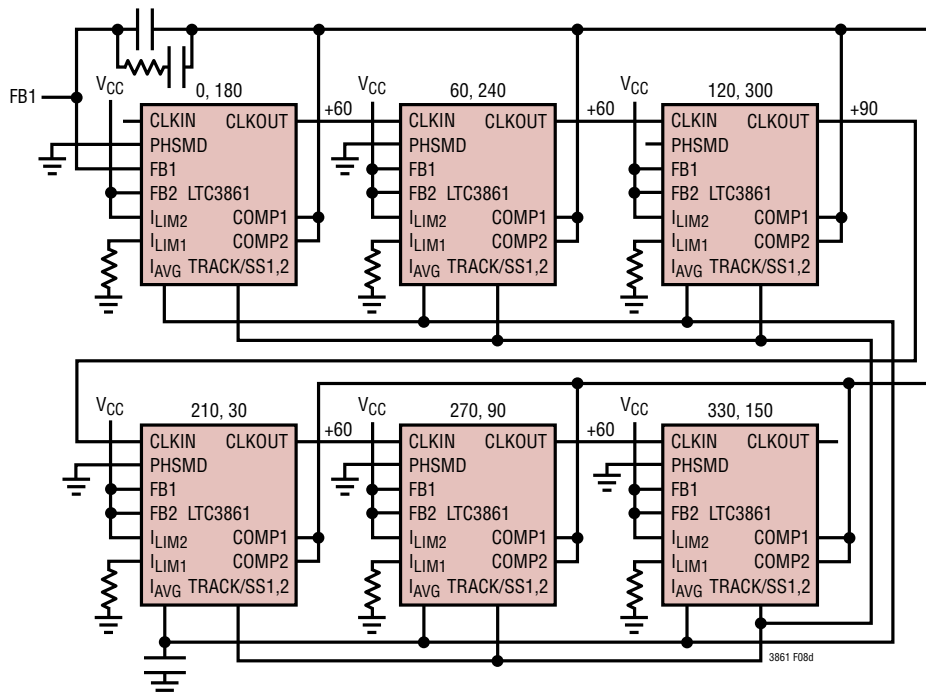 FB1
VCC
0, 180
CLKIN CLKOUT
PHSMD
FB1
FB2 LTC3861
ILIM2 COMP1
ILIM1 COMP2
IAVG TRACK/SS1,2
+60
VCC
60, 240
CLKIN CLKOUT
PHSMD
FB1
FB2 LTC3861
ILIM2 COMP1
ILIM1 COMP2
IAVG TRACK/SS1,2
+60
VCC
120, 300
CLKIN CLKOUT
PHSMD
FB1
FB2 LTC3861
ILIM2 COMP1
ILIM1 COMP2
IAVG TRACK/SS1,2
+90
VCC
210, 30
CLKIN CLKOUT
PHSMD
FB1
FB2 LTC3861
ILIM2 COMP1
ILIM1 COMP2
IAVG TRACK/SS1,2
+60
VCC
270, 90
CLKIN CLKOUT
PHSMD
FB1
FB2 LTC3861
ILIM2 COMP1
ILIM1 COMP2
IAVG TRACK/SS1,2
+60
VCC
330, 150
CLKIN CLKOUT
PHSMD
FB1
FB2 LTC3861
ILIM2 COMP1
ILIM1 COMP2
IAVG TRACK/SS1,2
3861 F08d